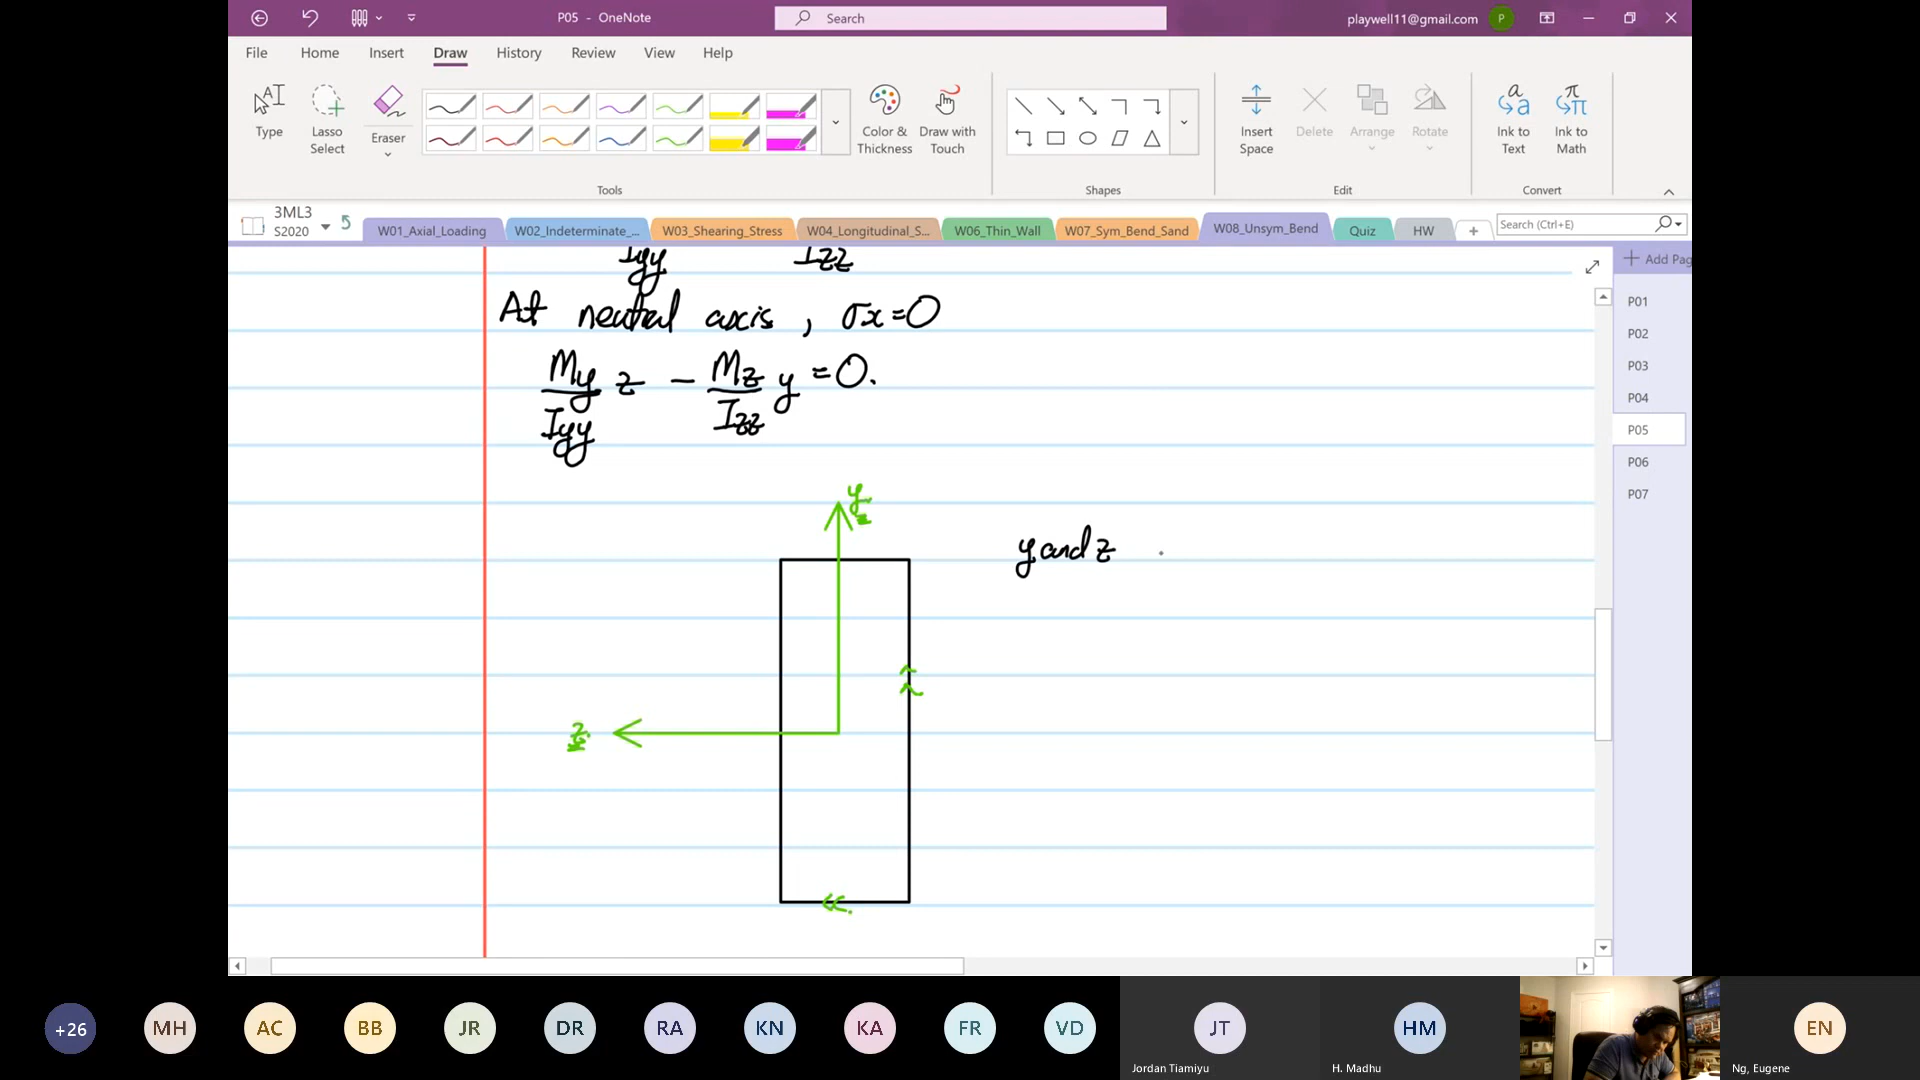 P05 - OneNote
Search
playwell11@gmail.com
P
File Home Insert Draw History Review View Help
Type
Lasso Select
Eraser
Color & Thickness
Draw with Touch
Insert Space
Delete
Arrange
Rotate
Ink to Text
Ink to Math
Tools
Shapes
Edit
Convert
3ML3 S2020
W01_Axial_Loading
W02_Indeterminate_...
W03_Shearing_Stress
W04_Longitudinal_S...
W06_Thin_Wall
W07_Sym_Bend_Sand
W08_Unsym_Bend
Quiz
HW
+
Search (Ctrl+E)
Add Pag
P01
P02
P03
P04
P05
P06
P07
Iyy Izz
At neutral axis, σx=0
My/Iyy z - Mz/Izz y = 0.
y
y and z
z
+26
MH
AC
BB
JR
DR
RA
KN
KA
FR
VD
JT
Jordan Tiamiyu
HM
H. Madhu
EN
Ng, Eugene